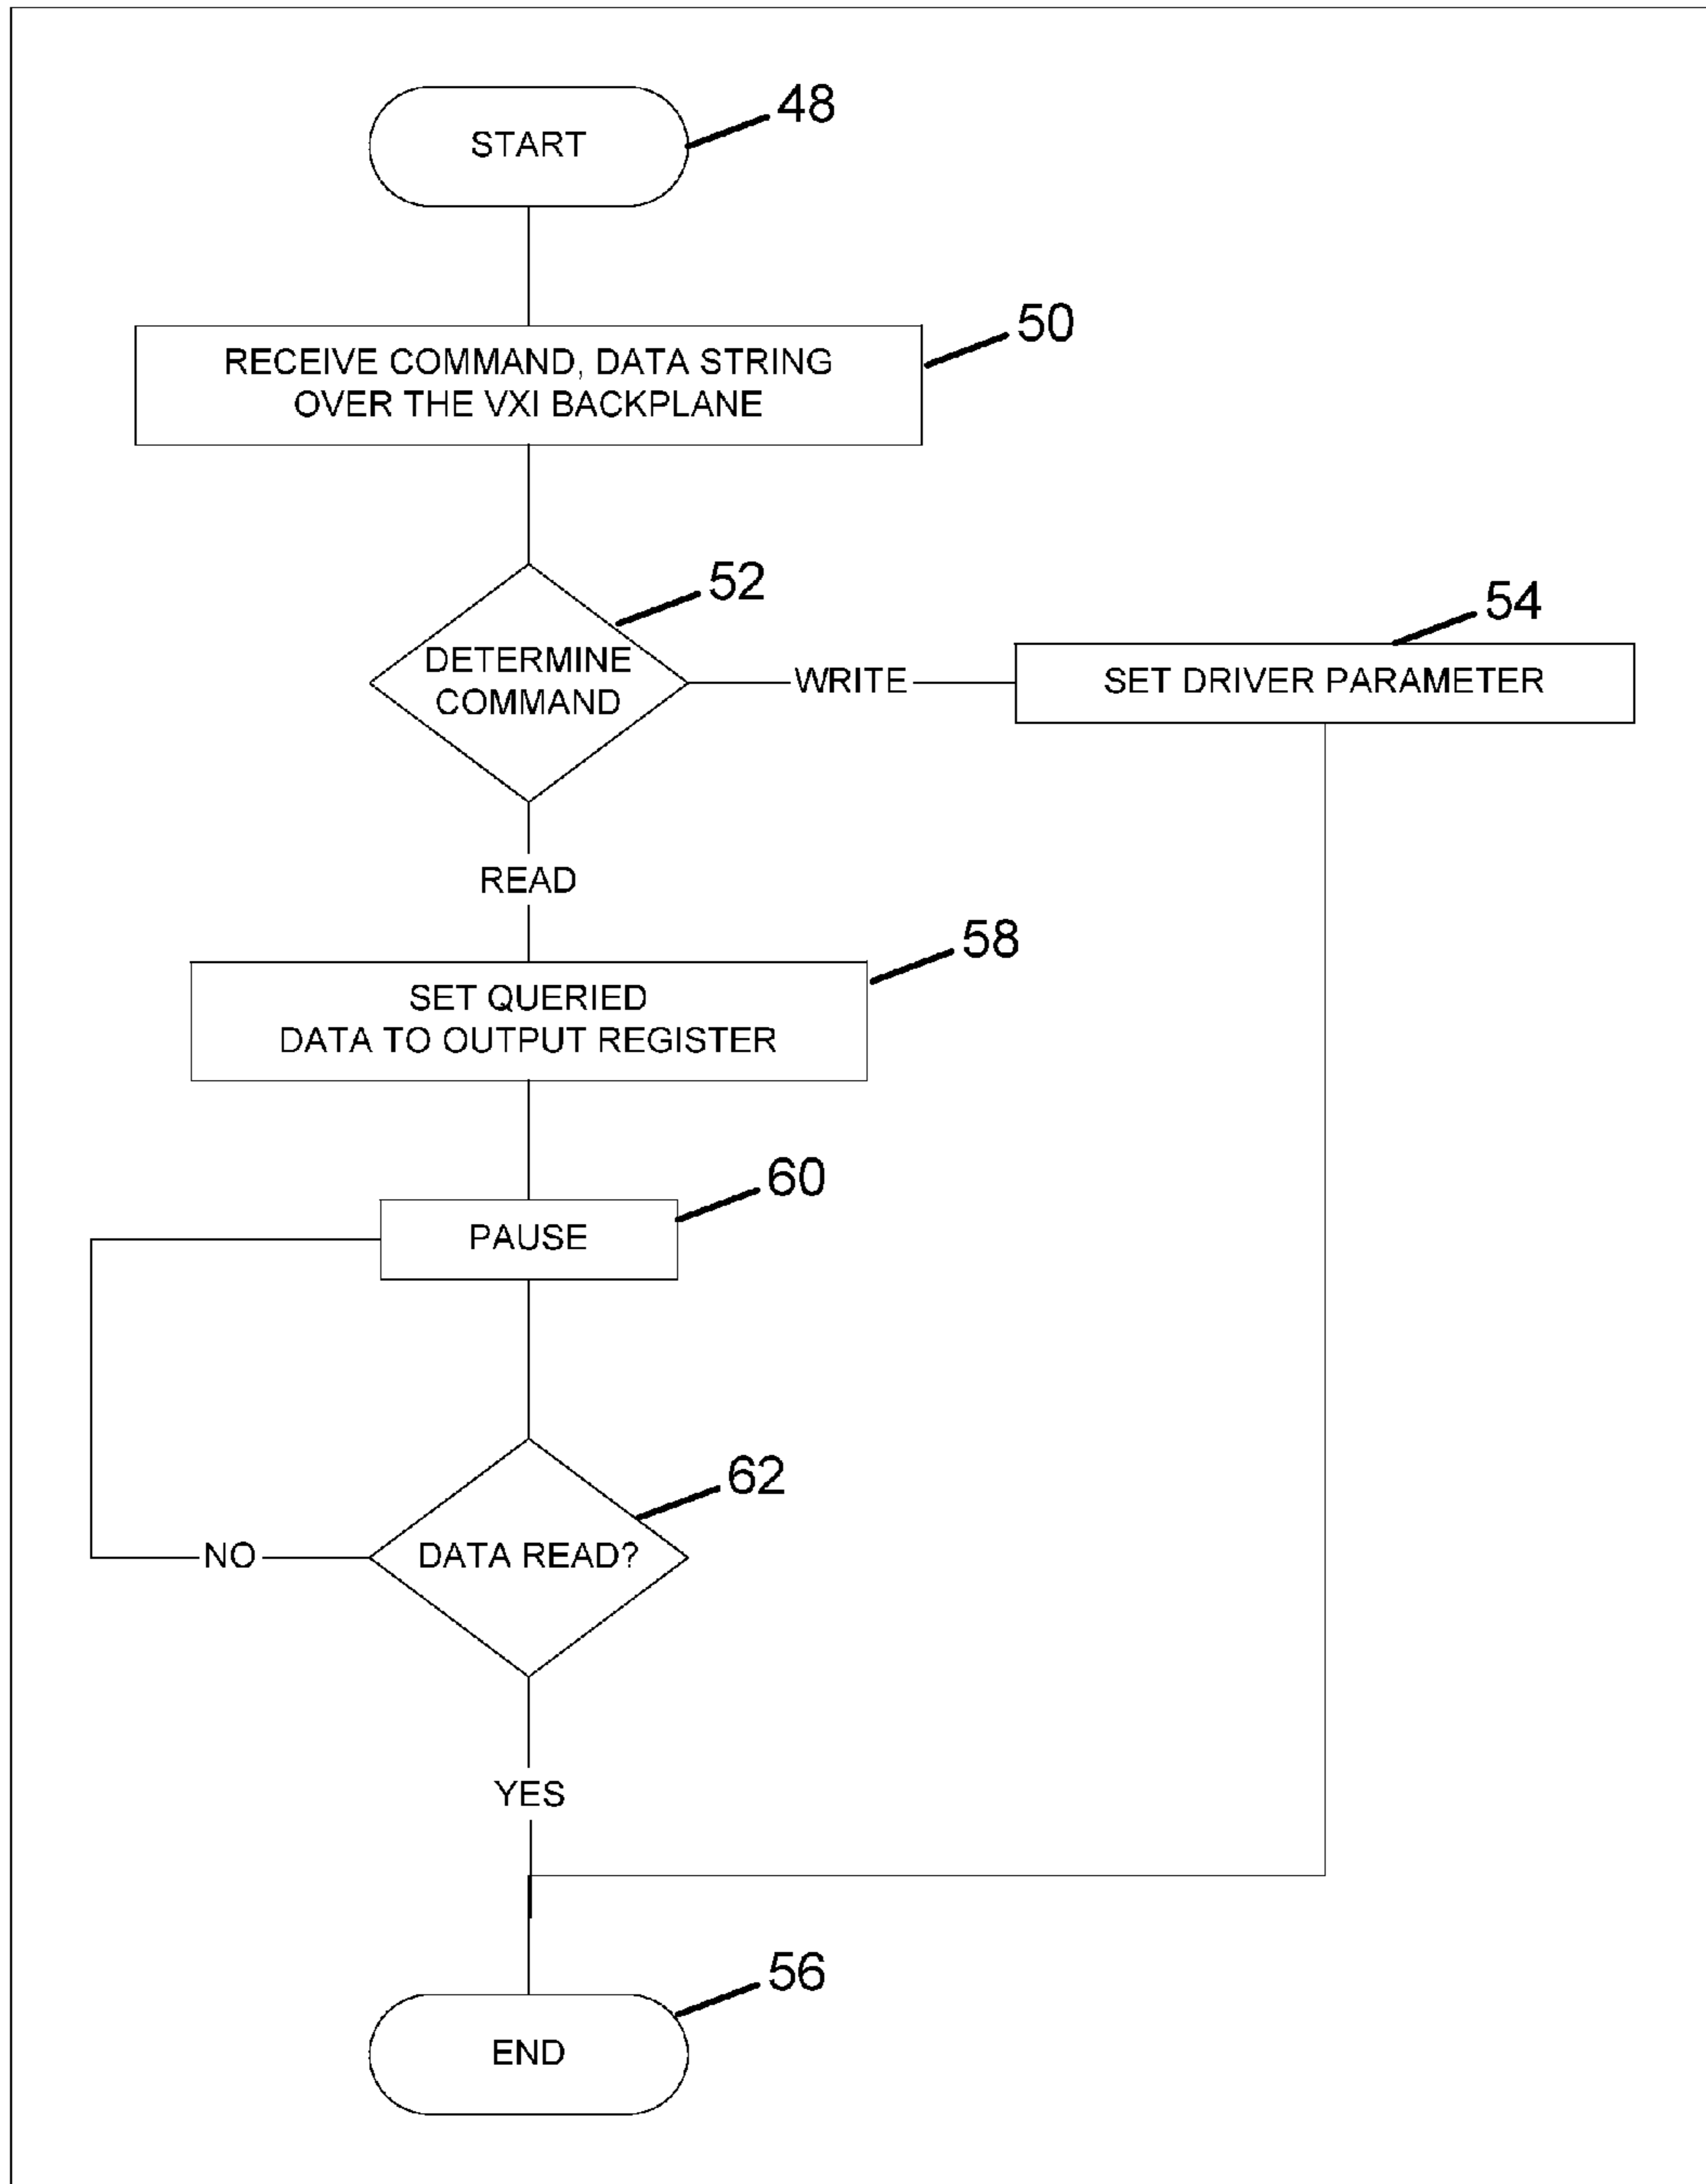 START
48
RECEIVE COMMAND, DATA STRING
OVER THE VXI BACKPLANE
50
DETERMINE
COMMAND
52
WRITE
SET DRIVER PARAMETER
54
READ
SET QUERIED
DATA TO OUTPUT REGISTER
58
PAUSE
60
DATA READ?
62
NO
YES
END
56